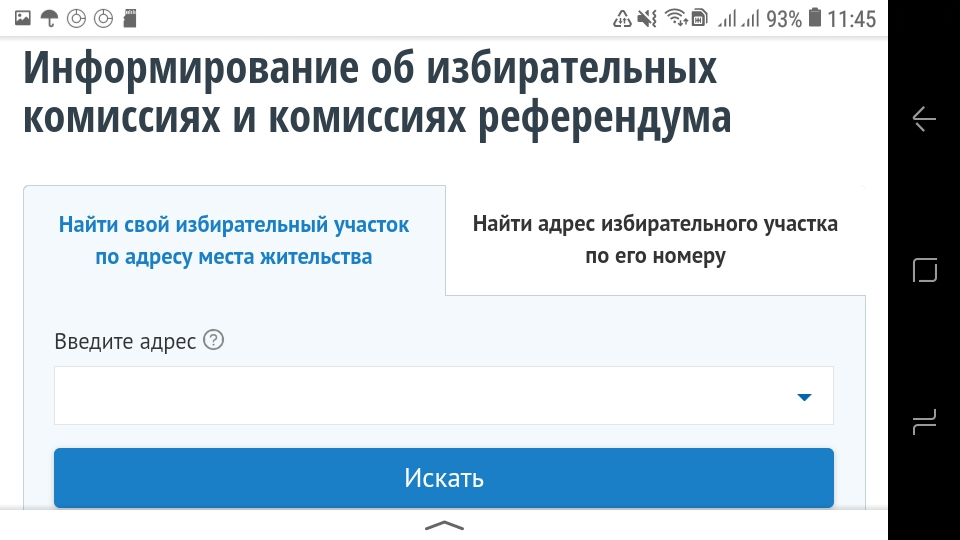 93% 11:45
Информирование об избирательных
комиссиях и комиссиях референдума
Найти свой избирательный участок
по адресу места жительства
Найти адрес избирательного участка
по его номеру
Введите адрес ?
Искать